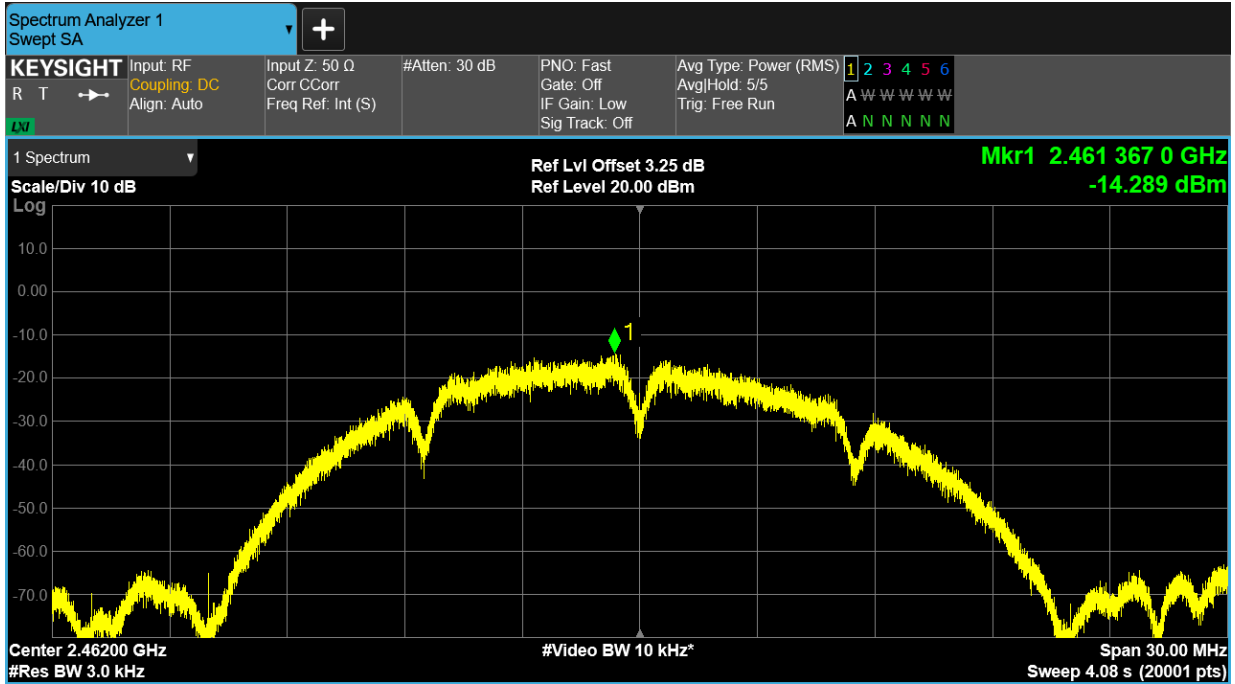 Spectrum Analyzer 1
Swept SA
KEYSIGHT Input: RF Input Z: 50 Ω #Atten: 30 dB PNO: Fast Avg Type: Power (RMS) 1 2 3 4 5 6
R T Coupling: DC Corr CCorr Gate: Off Avg|Hold: 5/5 A W W W W W
Align: Auto Freq Ref: Int (S) IF Gain: Low Trig: Free Run
LXI Sig Track: Off A N N N N N
1 Spectrum Ref Lvl Offset 3.25 dB Mkr1 2.461 367 0 GHz
Scale/Div 10 dB Ref Level 20.00 dBm -14.289 dBm
Log
10.0
0.00
1
-10.0
-20.0
-30.0
-40.0
-50.0
-60.0
-70.0
Center 2.46200 GHz #Video BW 10 kHz* Span 30.00 MHz
#Res BW 3.0 kHz Sweep 4.08 s (20001 pts)